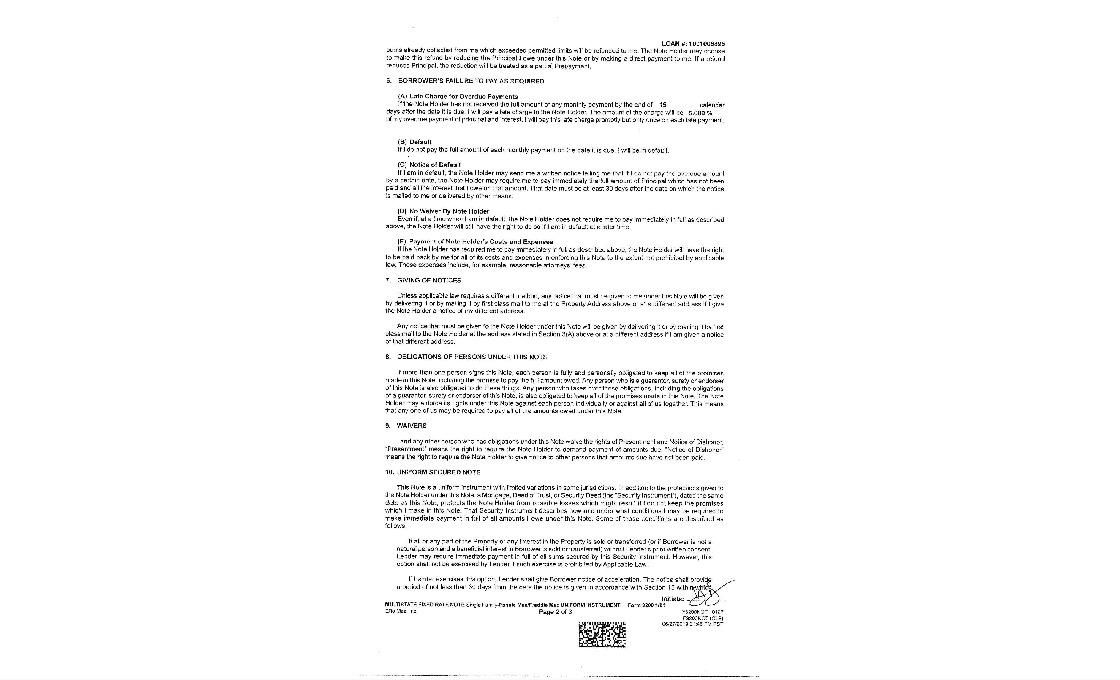 LOAN #: 1001006895
sums already collected from me which exceeded permitted limits will be refunded to me. The Note Holder may choose
to make this refund by reducing the Principal I owe under this Note or by making a direct payment to me. If a refund
reduces Principal, the reduction will be treated as a partial Prepayment.
6. BORROWER'S FAILURE TO PAY AS REQUIRED
(A) Late Charge for Overdue Payments
If the Note Holder has not received the full amount of any monthly payment by the end of 15 calendar
days after the date it is due, I will pay a late charge to the Note Holder. The amount of the charge will be 5.000 %
of my overdue payment of principal and interest. I will pay this late charge promptly but only once on each late payment.
(B) Default
If I do not pay the full amount of each monthly payment on the date it is due, I will be in default.
(C) Notice of Default
If I am in default, the Note Holder may send me a written notice telling me that if I do not pay the overdue amount
by a certain date, the Note Holder may require me to pay immediately the full amount of Principal which has not been
paid and all the interest that I owe on that amount. That date must be at least 30 days after the date on which the notice
is mailed to me or delivered by other means.
(D) No Waiver By Note Holder
Even if, at a time when I am in default, the Note Holder does not require me to pay immediately in full as described
above, the Note Holder will still have the right to do so if I am in default at a later time.
(E) Payment of Note Holder's Costs and Expenses
If the Note Holder has required me to pay immediately in full as described above, the Note Holder will have the right
to be paid back by me for all of its costs and expenses in enforcing this Note to the extent not prohibited by applicable
law. Those expenses include, for example, reasonable attorneys' fees.
7. GIVING OF NOTICES
Unless applicable law requires a different method, any notice that must be given to me under this Note will be given
by delivering it or by mailing it by first class mail to me at the Property Address above or at a different address if I give
the Note Holder a notice of my different address.
Any notice that must be given to the Note Holder under this Note will be given by delivering it or by mailing it by first
class mail to the Note Holder at the address stated in Section 3(A) above or at a different address if I am given a notice
of that different address.
8. OBLIGATIONS OF PERSONS UNDER THIS NOTE
If more than one person signs this Note, each person is fully and personally obligated to keep all of the promises
made in this Note, including the promise to pay the full amount owed. Any person who is a guarantor, surety or endorser
of this Note is also obligated to do these things. Any person who takes over these obligations, including the obligations
of a guarantor, surety or endorser of this Note, is also obligated to keep all of the promises made in this Note. The Note
Holder may enforce its rights under this Note against each person individually or against all of us together. This means
that any one of us may be required to pay all of the amounts owed under this Note.
9. WAIVERS
I and any other person who has obligations under this Note waive the rights of Presentment and Notice of Dishonor.
"Presentment" means the right to require the Note Holder to demand payment of amounts due. "Notice of Dishonor"
means the right to require the Note Holder to give notice to other persons that amounts due have not been paid.
10. UNIFORM SECURED NOTE
This Note is a uniform instrument with limited variations in some jurisdictions. In addition to the protections given to
the Note Holder under this Note, a Mortgage, Deed of Trust, or Security Deed (the "Security Instrument"), dated the same
date as this Note, protects the Note Holder from possible losses which might result if I do not keep the promises
which I make in this Note. That Security Instrument describes how and under what conditions I may be required to
make immediate payment in full of all amounts I owe under this Note. Some of those conditions are described as
follows:
If all or any part of the Property or any Interest in the Property is sold or transferred (or if Borrower is not a
natural person and a beneficial interest in Borrower is sold or transferred) without Lender's prior written consent,
Lender may require immediate payment in full of all sums secured by this Security Instrument. However, this
option shall not be exercised by Lender if such exercise is prohibited by Applicable Law.
If Lender exercises this option, Lender shall give Borrower notice of acceleration. The notice shall provide
a period of not less than 30 days from the date the notice is given in accordance with Section 15 within which
Initials:
MULTISTATE FIXED RATE NOTE Single Family-Fannie Mae/Freddie Mac UNIFORM INSTRUMENT Form 3200 1/01
Ellie Mae, Inc. Page 2 of 3
F3200NOT
F3200NOT (CLS)
PST